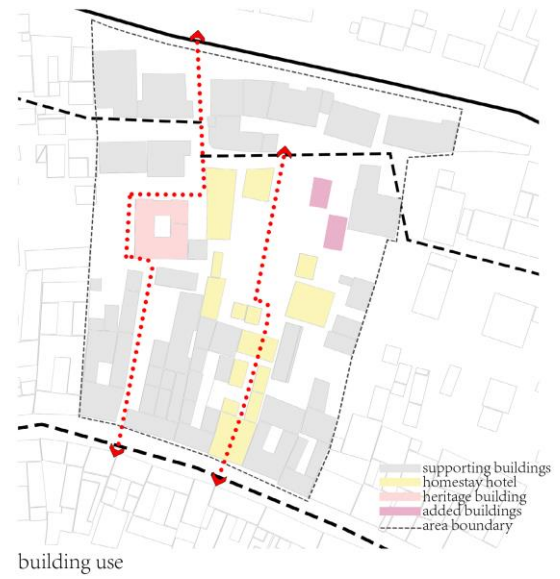 supporting buildings
homestay hotel
heritage building
added buildings
area boundary
building use